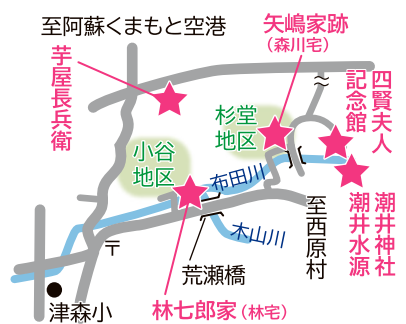 至阿蘇くまもと空港
矢嶋家跡
（森川宅）
芋屋長兵衛
四賢夫人
記念館
杉堂
地区
小谷
地区
布田川
木山川
潮井神社
潮井水源
至西原村
〒
荒瀬橋
津森小
林七郎家（林宅）